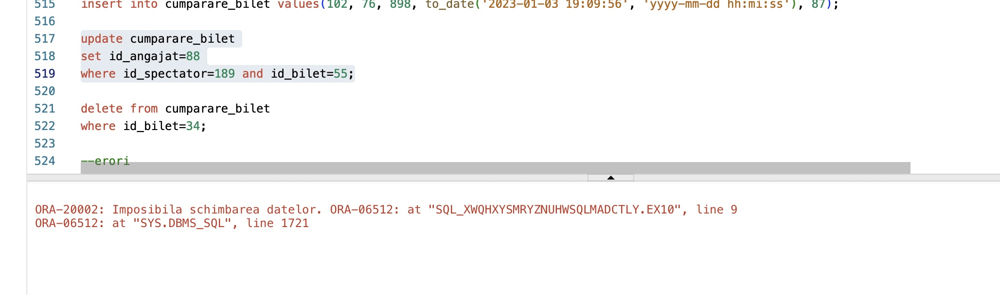 515 insert into cumparare_bilet values(102, 76, 898, to_date('2023-01-03 19:09:56', 'yyyy-mm-dd hh:mi:ss'), 87);
516
517 update cumparare_bilet
518 set id_angajat=88
519 where id_spectator=189 and id_bilet=55;
520
521 delete from cumparare_bilet
522 where id_bilet=34;
523
524 --erori
ORA-20002: Imposibila schimbarea datelor. ORA-06512: at "SQL_XWQHXYSMRYZNUHWSQLMADCTLY.EX10", line 9
ORA-06512: at "SYS.DBMS_SQL", line 1721